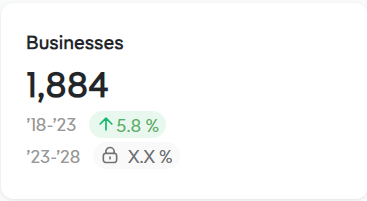 Businesses
1,884
’18-’23 5.8 %
’23-’28 X.X %